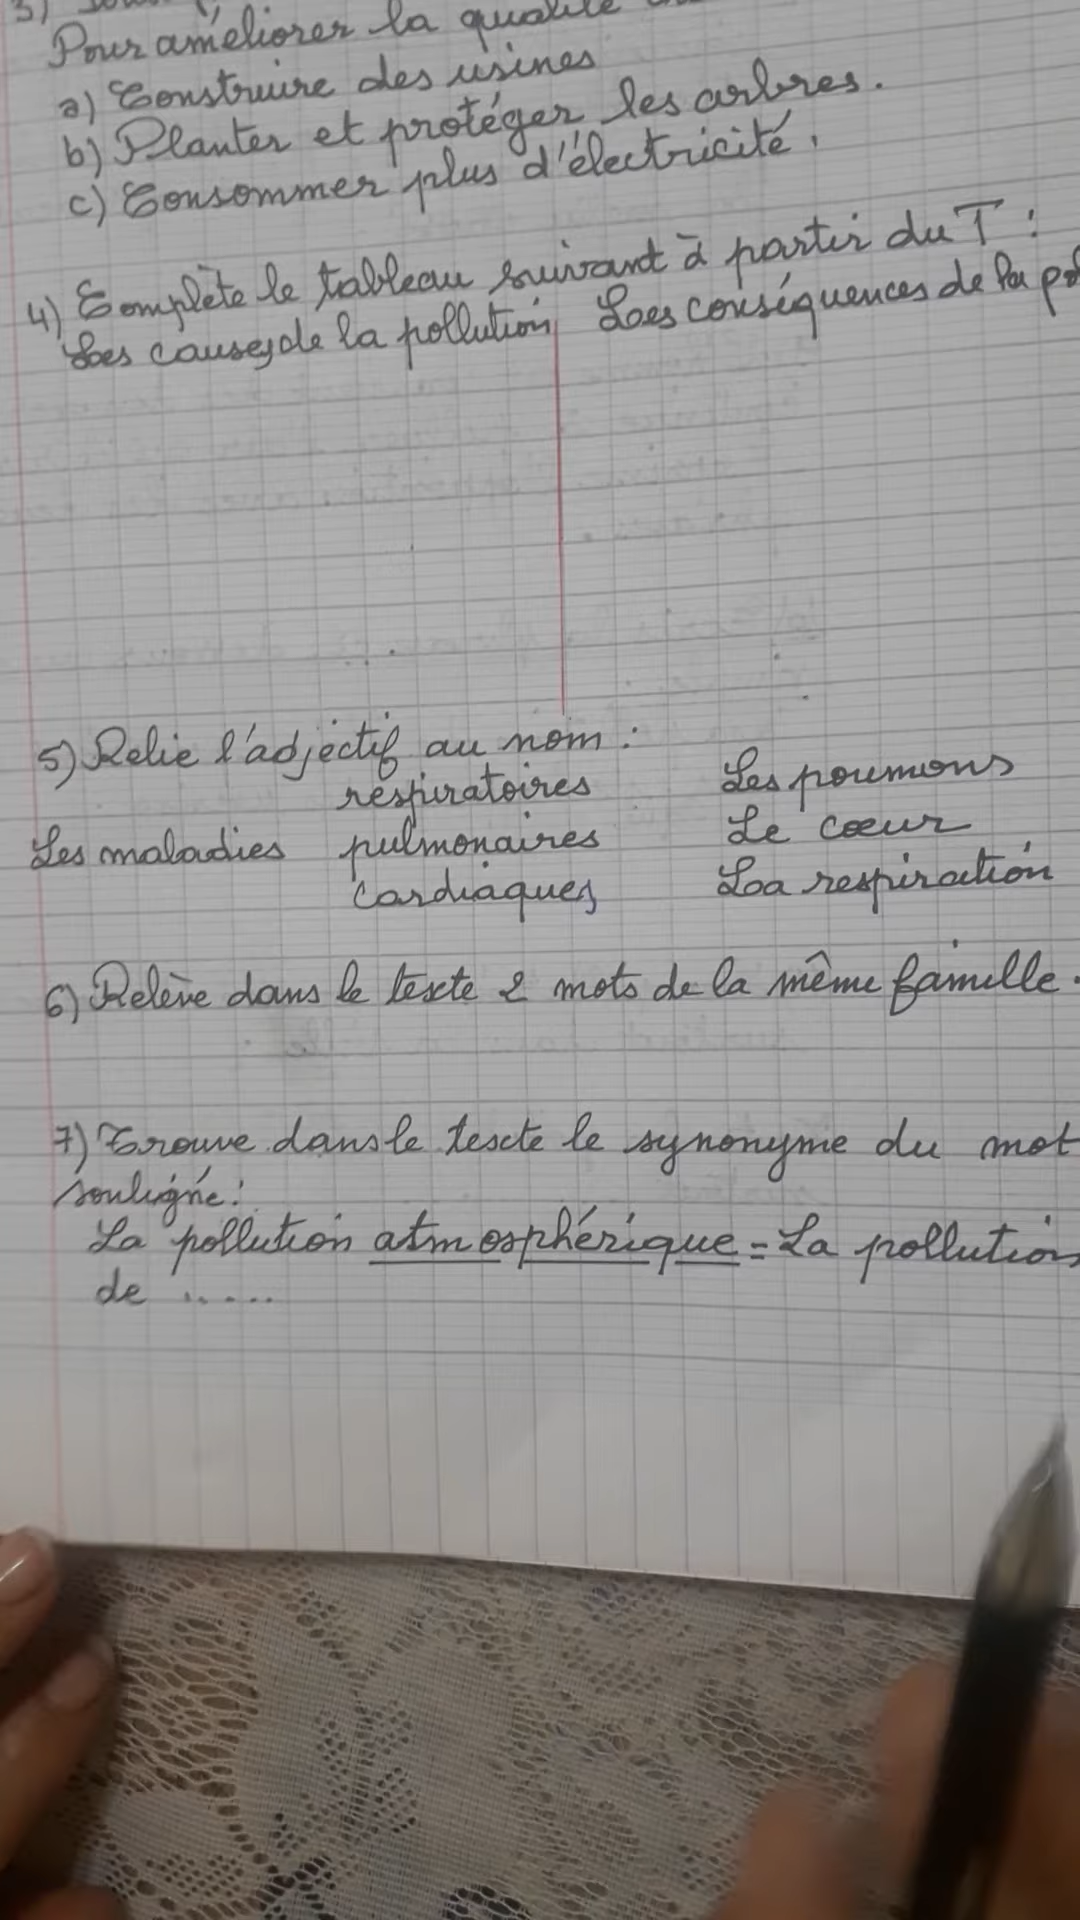 3)
Pour améliorer la qualité
a) Construire des usines
b) Planter et protéger les arbres.
c) Consommer plus d'électricité.
4) Complète le tableau suivant à partir du T :
Les causes de la pollution Les conséquences de la pol
5) Relie l'adjectif au nom :
respiratoires Les poumons
Les maladies pulmonaires Le cœur
cardiaques La respiration
6) Relève dans le texte 2 mots de la même famille.
7) Trouve dans le texte le synonyme du mot
souligné :
La pollution atmosphérique = La pollution
de .....